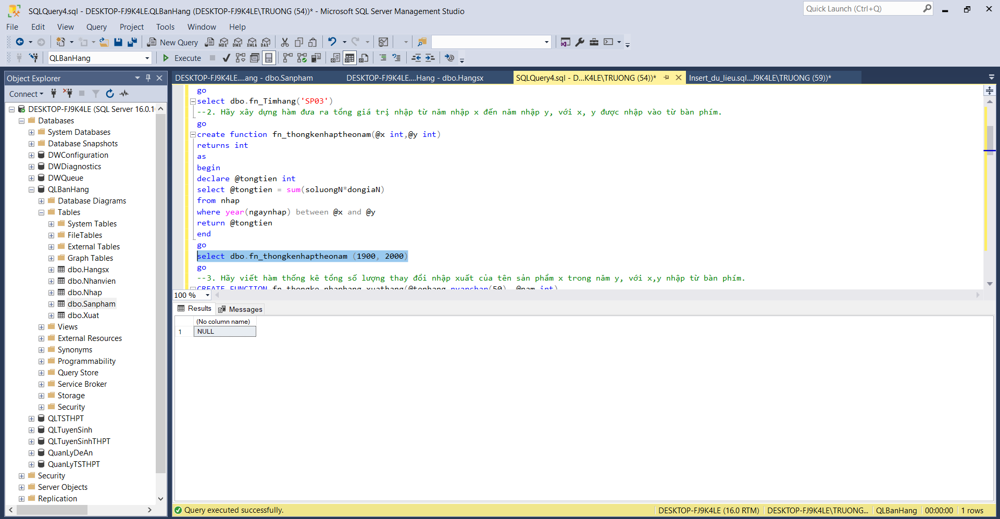 SQLQuery4.sql - DESKTOP-FJ9K4LE.QLBanHang (DESKTOP-FJ9K4LE\TRUONG (54))* - Microsoft SQL Server Management Studio
Quick Launch (Ctrl+Q)
File Edit View Query Project Tools Window Help
New Query MDX DMX XMLA DAX
QLBanHang Execute
Object Explorer
Connect
DESKTOP-FJ9K4LE (SQL Server 16.0.1
Databases
System Databases
Database Snapshots
DWConfiguration
DWDiagnostics
DWQueue
QLBanHang
Database Diagrams
Tables
System Tables
FileTables
External Tables
Graph Tables
dbo.Hangsx
dbo.Nhanvien
dbo.Nhap
dbo.Sanpham
dbo.Xuat
Views
External Resources
Synonyms
Programmability
Query Store
Service Broker
Storage
Security
QLTSTHPT
QLTuyenSinh
QLTuyenSinhTHPT
QuanLyDeAn
QuanLyTSTHPT
Security
Server Objects
Replication
DESKTOP-FJ9K4LE....ang - dbo.Sanpham
DESKTOP-FJ9K4LE....Hang - dbo.Hangsx
SQLQuery4.sql - D...K4LE\TRUONG (54))*
Insert_du_lieu.sql...J9K4LE\TRUONG (59))*
go
select dbo.fn_Timhang('SP03')
--2. Hãy xây dựng hàm đưa ra tổng giá trị nhập từ năm nhập x đến năm nhập y, với x, y được nhập vào từ bàn phím.
go
create function fn_thongkenhaptheonam(@x int,@y int)
returns int
as
begin
declare @tongtien int
select @tongtien = sum(soluongN*dongiaN)
from nhap
where year(ngaynhap) between @x and @y
return @tongtien
end
go
select dbo.fn_thongkenhaptheonam (1900, 2000)
go
--3. Hãy viết hàm thống kê tổng số lượng thay đổi nhập xuất của tên sản phẩm x trong năm y, với x,y nhập từ bàn phím.
CREATE FUNCTION fn_thongke_nhaphang_xuathang(@tenhang nvanchar(50), @nam int)
100 %
Results Messages
(No column name)
1 NULL
Query executed successfully.
DESKTOP-FJ9K4LE (16.0 RTM) DESKTOP-FJ9K4LE\TRUONG... QLBanHang 00:00:00 1 rows